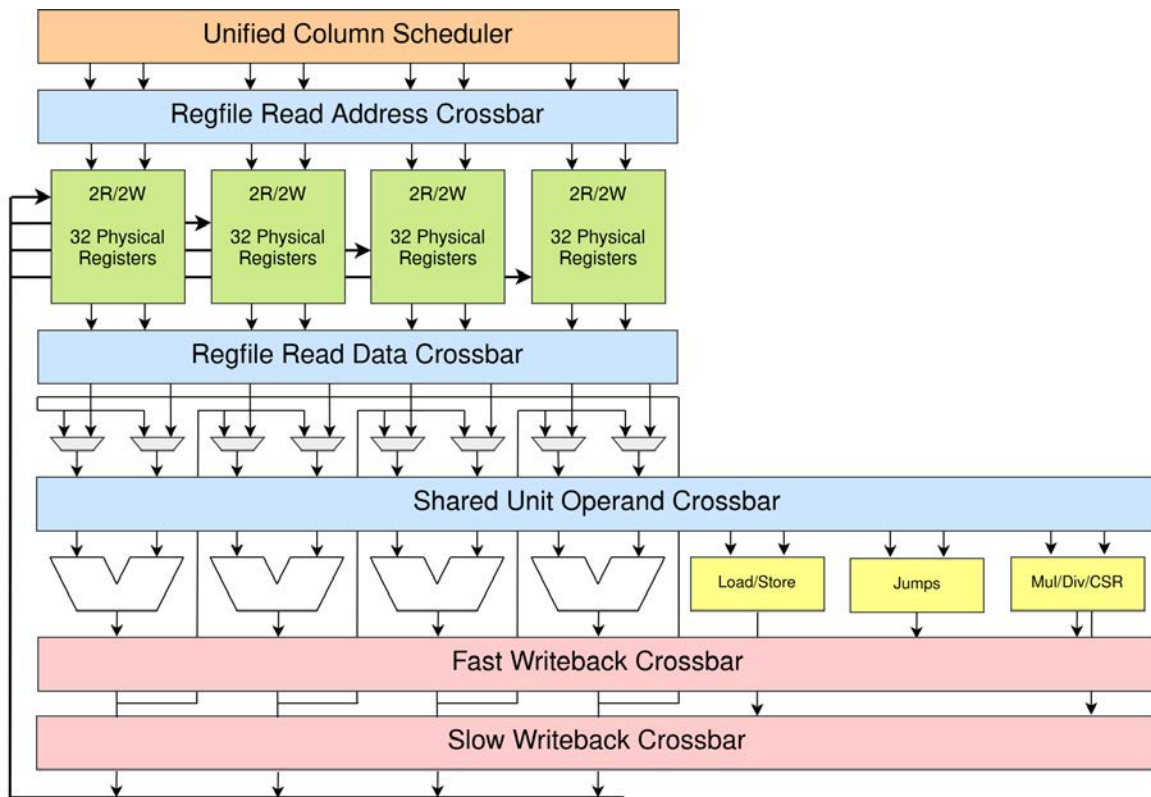 Unified Column Scheduler
Regfile Read Address Crossbar
2R/2W
32 Physical
Registers
2R/2W
32 Physical
Registers
2R/2W
32 Physical
Registers
2R/2W
32 Physical
Registers
Regfile Read Data Crossbar
Shared Unit Operand Crossbar
Load/Store
Jumps
Mul/Div/CSR
Fast Writeback Crossbar
Slow Writeback Crossbar